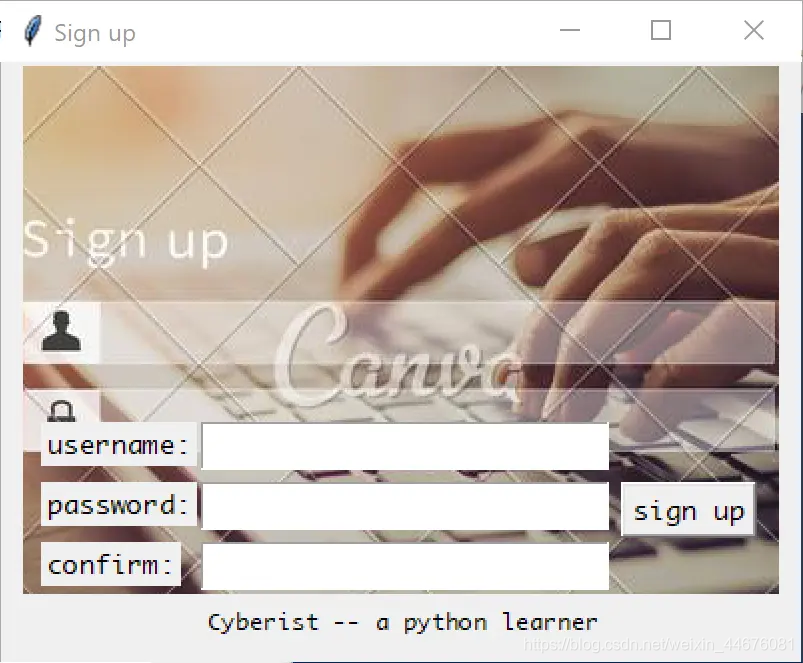 Sign up
Sign up
Canva
username:
password:
sign up
confirm:
Cyberist -- a python learner
https://blog.csdn.net/weixin_44676081